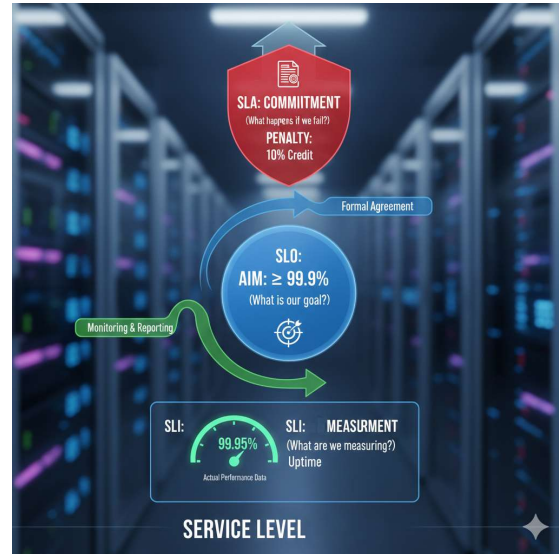 SLA: COMMIITMENT
(What happens if we fail?)
PENALTY:
10% Credit
Formal Agreement
SLO:
AIM: ≥ 99.9%
(What is our goal?)
Monitoring & Reporting
SLI:
99.95%
Actual Performance Data
SLI: MEASURMENT
(What are we measuring?)
Uptime
SERVICE LEVEL